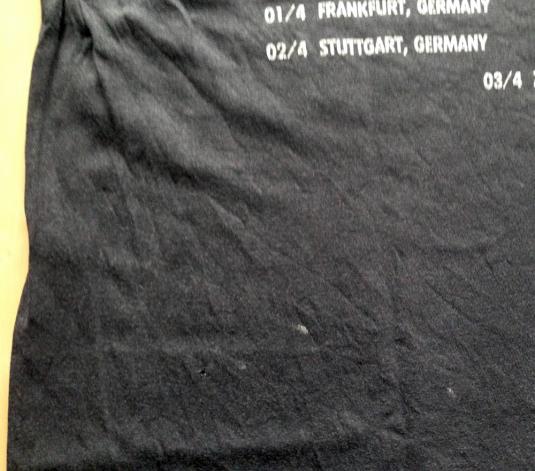 01/4 FRANKFURT, GERMANY
02/4 STUTTGART, GERMANY
03/4